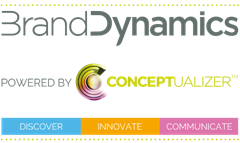 BrandDynamics
POWERED BY CONCEPTUALIZER™
DISCOVER INNOVATE COMMUNICATE